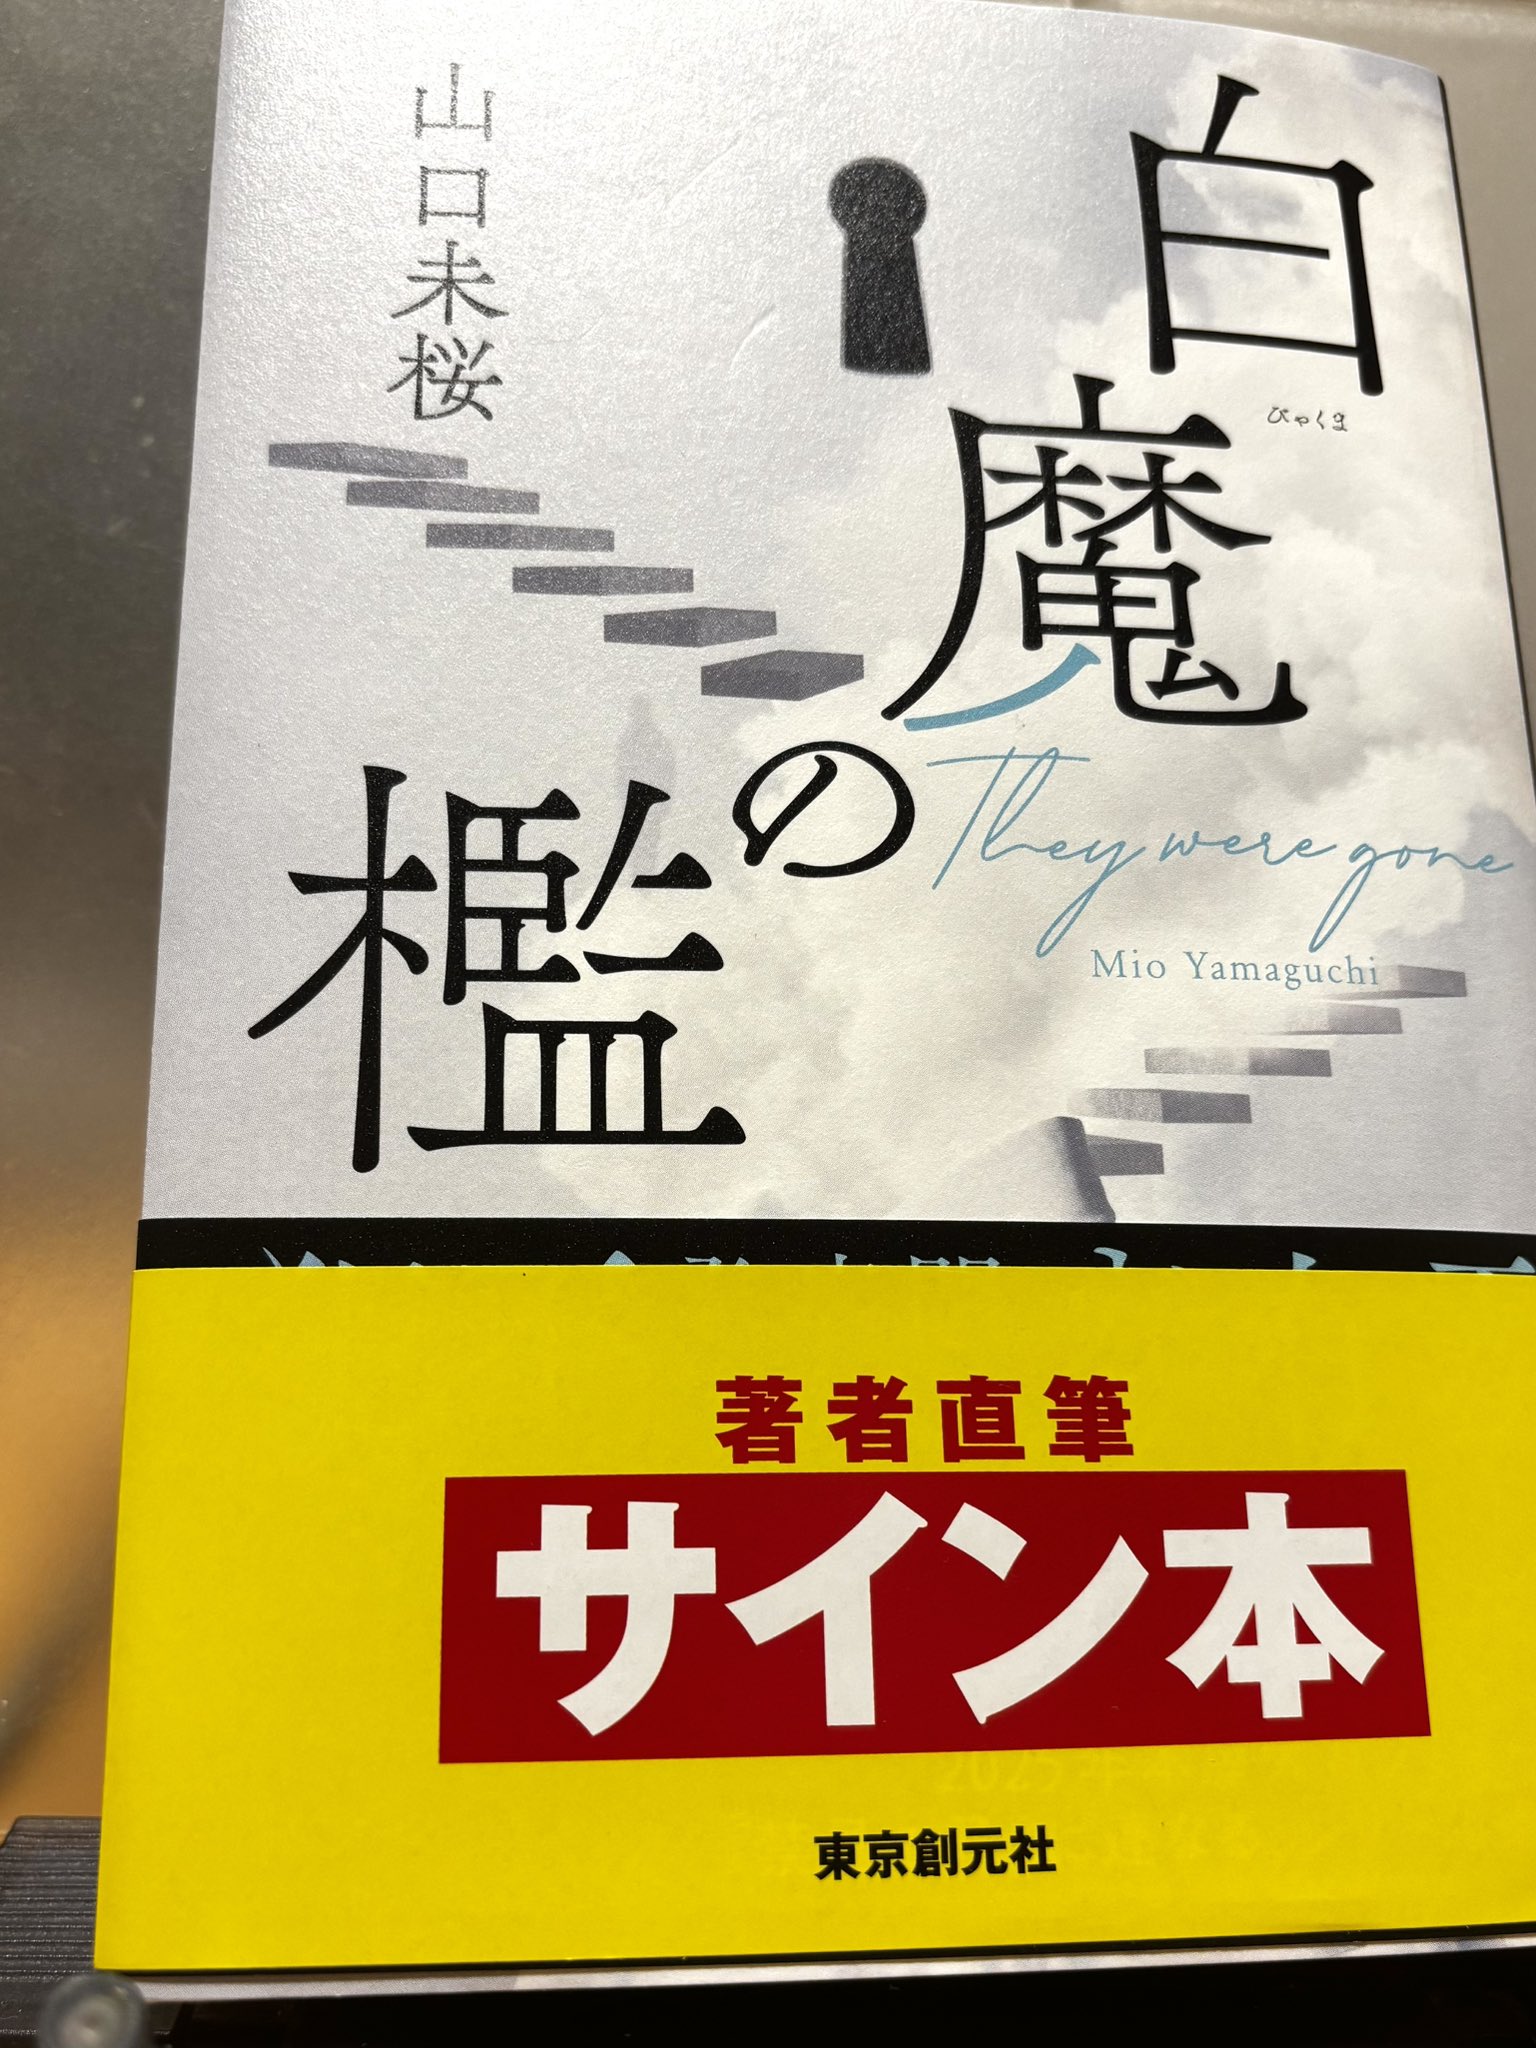 白魔の檻
びゃくま
山口未桜
They were gone
Mio Yamaguchi
著者直筆
サイン本
東京創元社